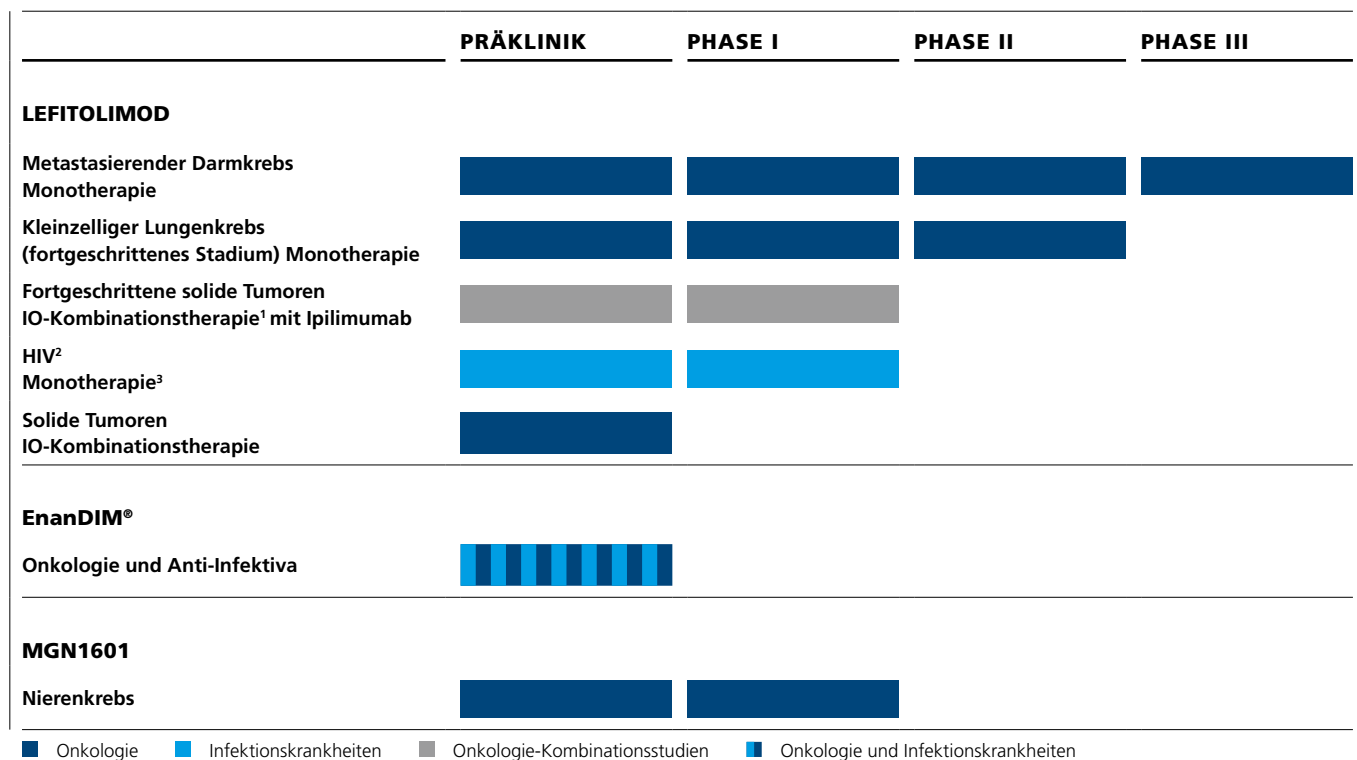 PRÄKLINIK PHASE I PHASE II PHASE III
LEFITOLIMOD
Metastasierender Darmkrebs
Monotherapie
Kleinzelliger Lungenkrebs
(fortgeschrittenes Stadium) Monotherapie
Fortgeschrittene solide Tumoren
IO-Kombinationstherapie¹ mit Ipilimumab
HIV²
Monotherapie³
Solide Tumoren
IO-Kombinationstherapie
EnanDIM®
Onkologie und Anti-Infektiva
MGN1601
Nierenkrebs
Onkologie Infektionskrankheiten Onkologie-Kombinationsstudien Onkologie und Infektionskrankheiten